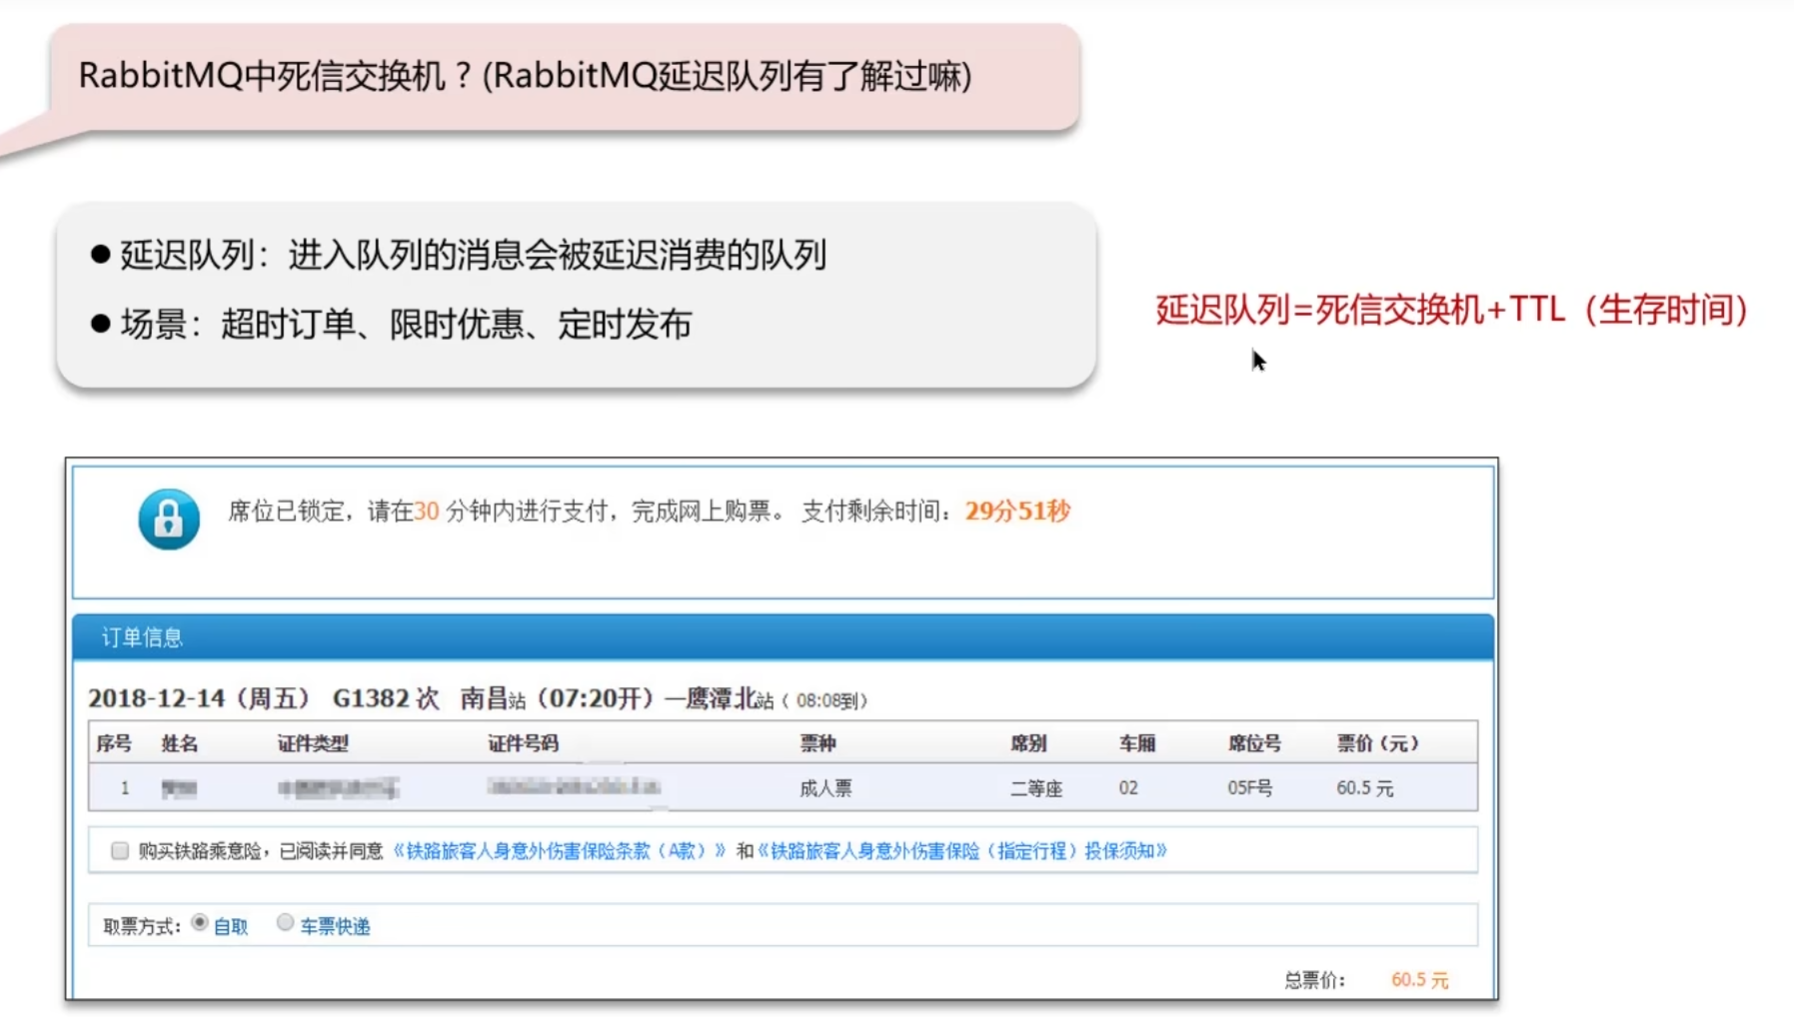 RabbitMQ中死信交换机？(RabbitMQ延迟队列有了解过嘛)
●延迟队列：进入队列的消息会被延迟消费的队列
●场景：超时订单、限时优惠、定时发布
延迟队列=死信交换机+TTL（生存时间）
席位已锁定，请在30 分钟内进行支付，完成网上购票。 支付剩余时间：29分51秒
订单信息
2018-12-14（周五） G1382 次 南昌站（07:20开）—鹰潭北站（ 08:08到）
序号 姓名 证件类型 证件号码 票种 席别 车厢 席位号 票价（元）
1 成人票 二等座 02 05F号 60.5 元
购买铁路乘意险，已阅读并同意《铁路旅客人身意外伤害保险条款（A款）》 和《铁路旅客人身意外伤害保险（指定行程）投保须知》
取票方式： 自取 车票快递
总票价： 60.5 元